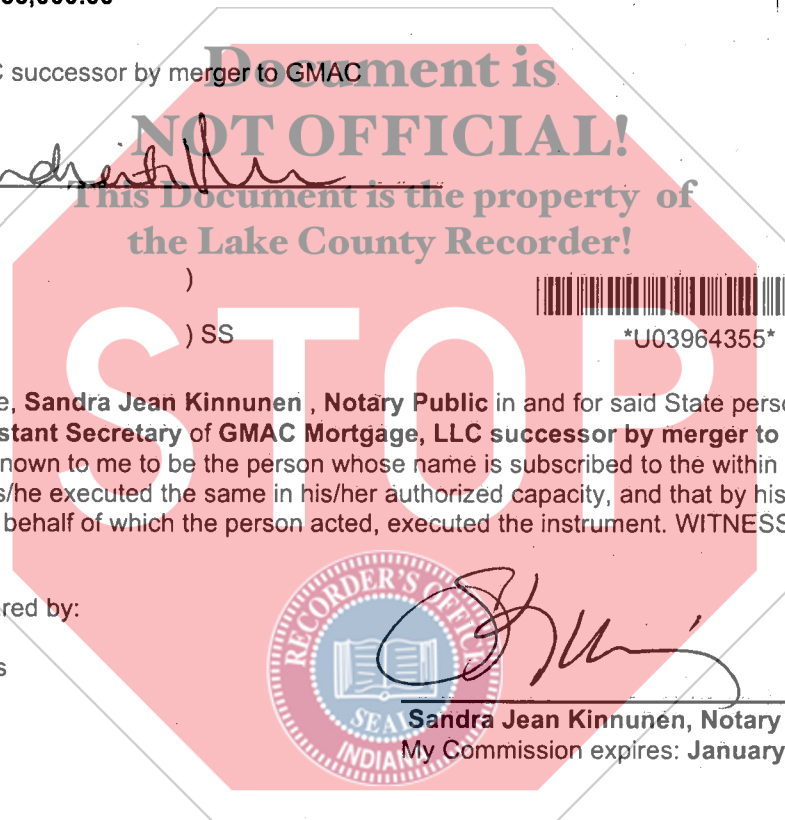 C successor by merger to GMAC
Document is
NOT OFFICIAL!
This Document is the property of
the Lake County Recorder!
)
) SS
*U03964355*
STOP
e, Sandra Jean Kinnunen , Notary Public in and for said State perso
stant Secretary of GMAC Mortgage, LLC successor by merger to
nown to me to be the person whose name is subscribed to the within
s/he executed the same in his/her authorized capacity, and that by his
behalf of which the person acted, executed the instrument. WITNESS
red by:
s
RECORDER'S OFFICE
SEAL
INDIANA
Sandra Jean Kinnunen, Notary
My Commission expires: January